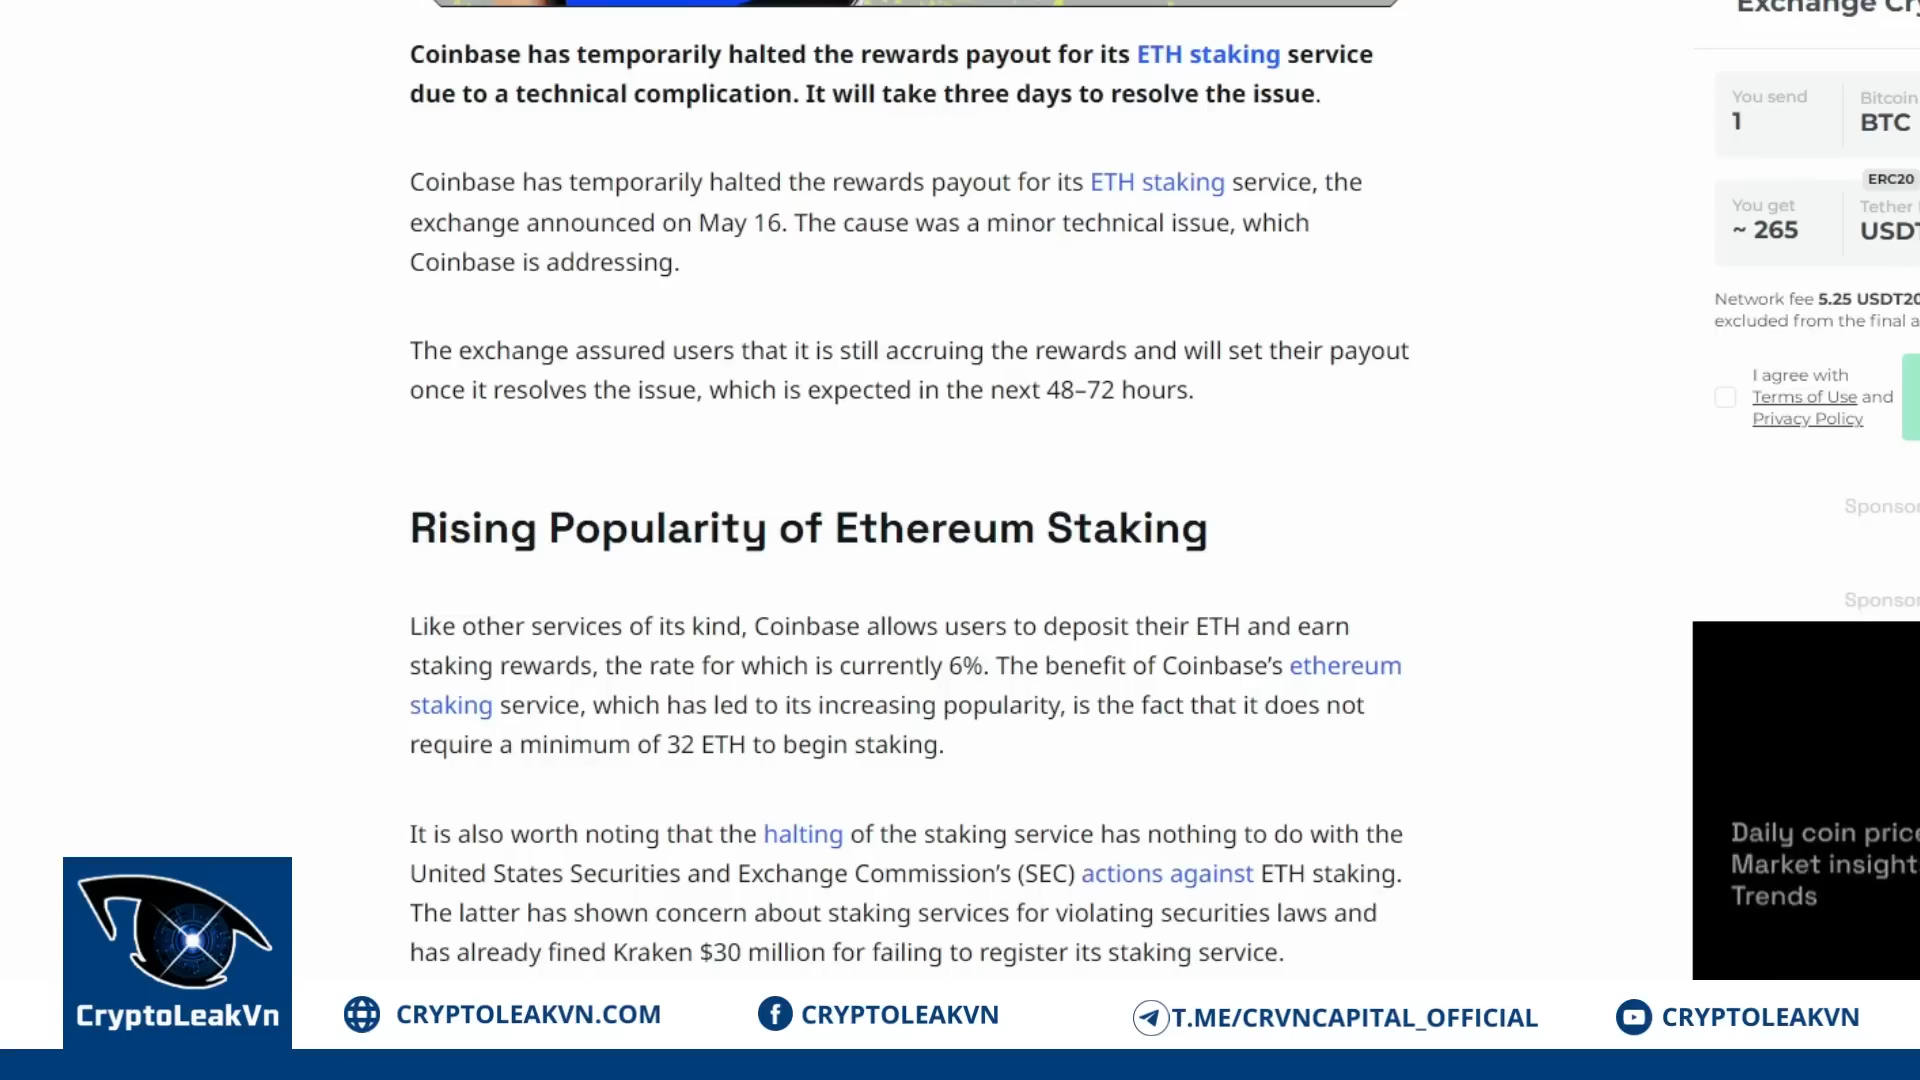 Coinbase has temporarily halted the rewards payout for its ETH staking service
due to a technical complication. It will take three days to resolve the issue.
Coinbase has temporarily halted the rewards payout for its ETH staking service, the
exchange announced on May 16. The cause was a minor technical issue, which
Coinbase is addressing.
The exchange assured users that it is still accruing the rewards and will set their payout
once it resolves the issue, which is expected in the next 48–72 hours.
Rising Popularity of Ethereum Staking
Like other services of its kind, Coinbase allows users to deposit their ETH and earn
staking rewards, the rate for which is currently 6%. The benefit of Coinbase’s ethereum
staking service, which has led to its increasing popularity, is the fact that it does not
require a minimum of 32 ETH to begin staking.
It is also worth noting that the halting of the staking service has nothing to do with the
United States Securities and Exchange Commission’s (SEC) actions against ETH staking.
The latter has shown concern about staking services for violating securities laws and
has already fined Kraken $30 million for failing to register its staking service.
Exchange
You send
1
Bitcoin
BTC
ERC20
You get
~ 265
Tether
USDT
Network fee 5.25 USDT20
excluded from the final
I agree with
Terms of Use and
Privacy Policy
Daily coin
Market
Trends
CryptoLeakVn
CRYPTOLEAKVN.COM
CRYPTOLEAKVN
T.ME/CRVNCAPITAL_OFFICIAL
CRYPTOLEAKVN